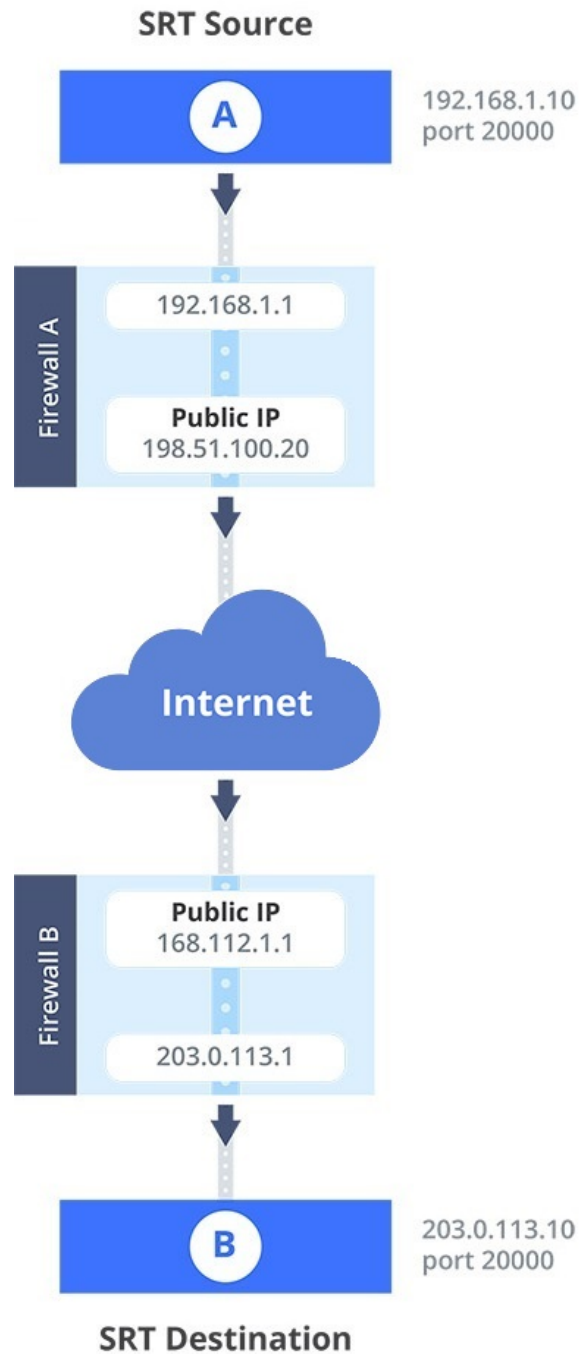 SRT Source
A
192.168.1.10
port 20000
Firewall A
192.168.1.1
Public IP
198.51.100.20
Internet
Firewall B
Public IP
168.112.1.1
203.0.113.1
B
203.0.113.10
port 20000
SRT Destination